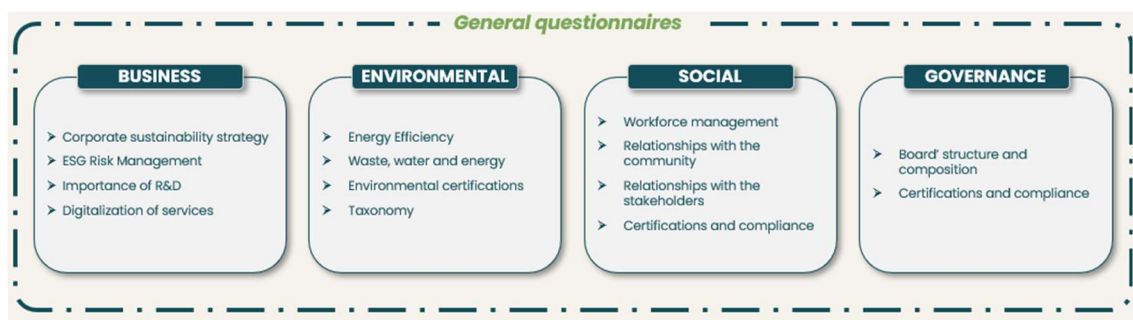 General questionnaires
BUSINESS
➤ Corporate sustainability strategy
➤ ESG Risk Management
➤ Importance of R&D
➤ Digitalization of services
ENVIRONMENTAL
➤ Energy Efficiency
➤ Waste, water and energy
➤ Environmental certifications
➤ Taxonomy
SOCIAL
➤ Workforce management
➤ Relationships with the
community
➤ Relationships with the
stakeholders
➤ Certifications and compliance
GOVERNANCE
➤ Board' structure and
composition
➤ Certifications and compliance